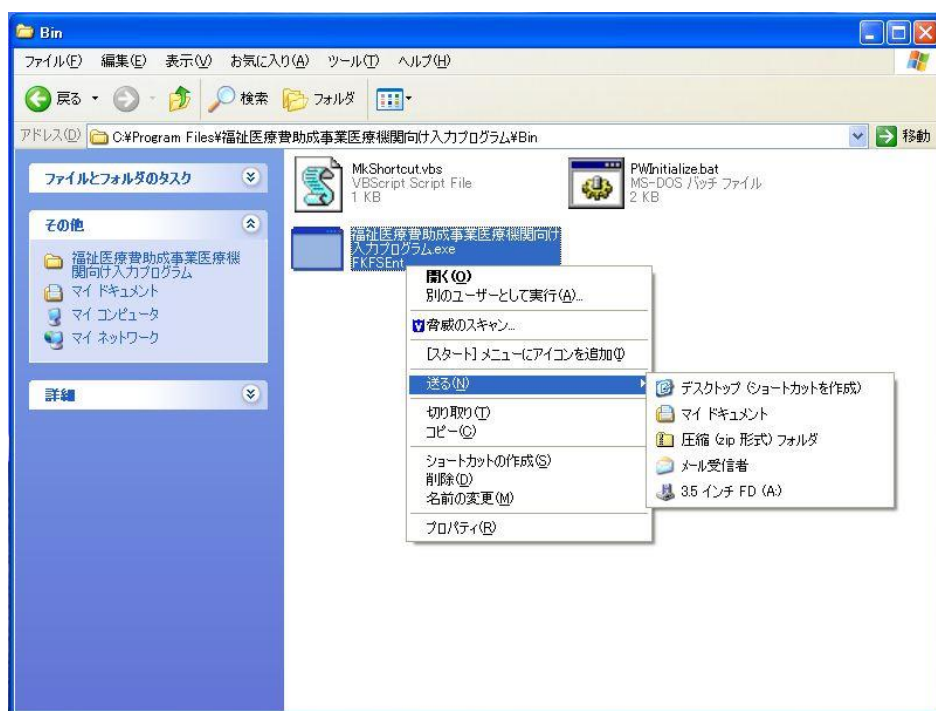 Bin
ファイル(F) 編集(E) 表示(V) お気に入り(A) ツール(T) ヘルプ(H)
戻る 検索 フォルダ
アドレス(D) C:¥Program Files¥福祉医療費助成事業医療機関向け入力プログラム¥Bin 移動
ファイルとフォルダのタスク
その他
福祉医療費助成事業医療機
関向け入力プログラム
マイ ドキュメント
マイ コンピュータ
マイ ネットワーク
詳細
MkShortcut.vbs
VBScript Script File
1 KB
PWInitialize.bat
MS-DOS バッチ ファイル
2 KB
福祉医療費助成事業医療機関向け
入力プログラム.exe
FKFSEnt
開く(O)
別のユーザーとして実行(A)...
脅威のスキャン...
[スタート] メニューにアイコンを追加(I)
送る(N)
切り取り(T)
コピー(C)
ショートカットの作成(S)
削除(D)
名前の変更(M)
プロパティ(R)
デスクトップ (ショートカットを作成)
マイ ドキュメント
圧縮 (zip 形式) フォルダ
メール受信者
3.5 インチ FD (A:)